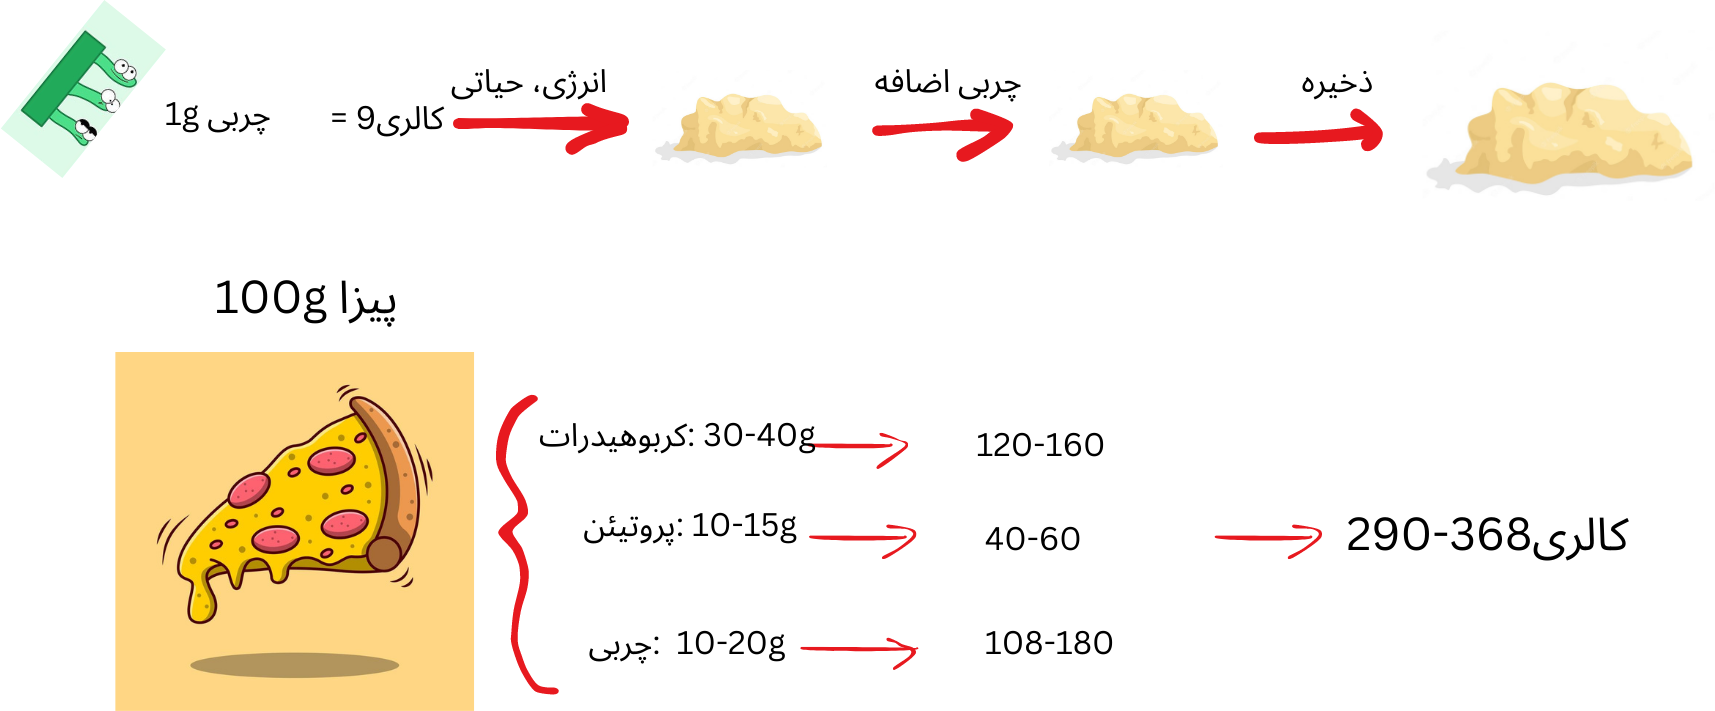 1g چربی
= 9کالری
انرژی، حیاتی
چربی اضافه
ذخیره
100g پیزا
کربوهیدرات: 30-40g
120-160
پروتیئن: 10-15g
40-60
290-368کالری
چربی: 10-20g
108-180